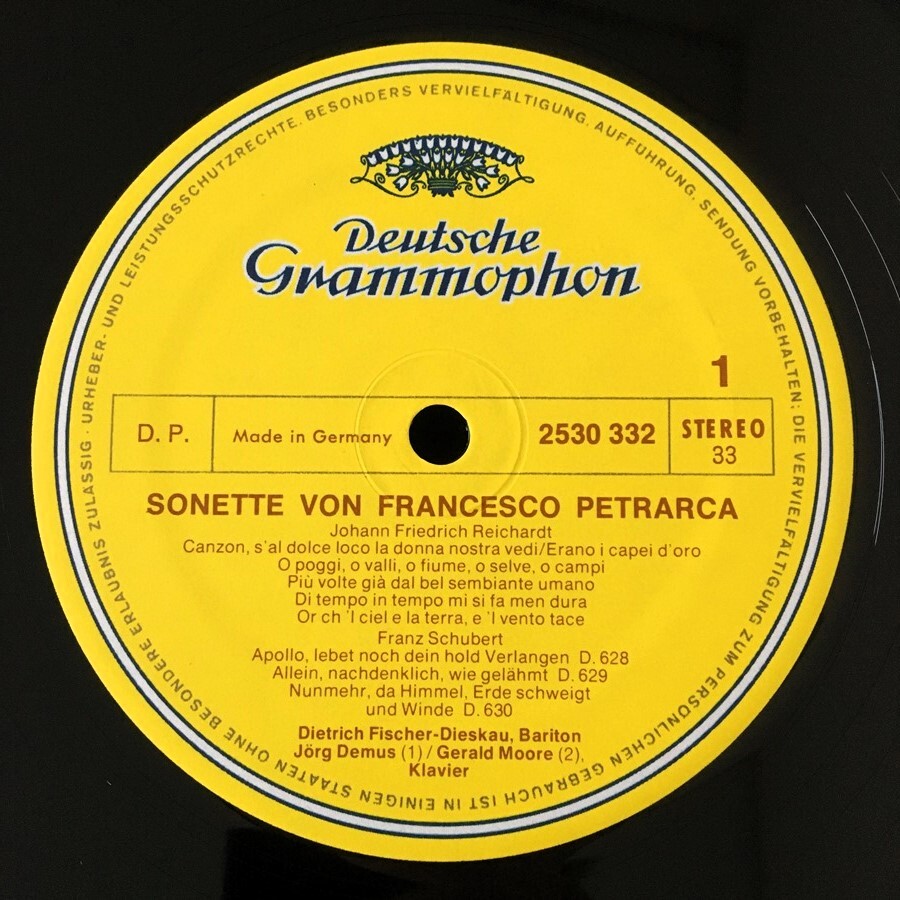 Deutsche
Grammophon
1
D. P.
Made in Germany
2530 332
STEREO
33
SONETTE VON FRANCESCO PETRARCA
Johann Friedrich Reichardt
Canzon, s'al dolce loco la donna nostra vedi/Erano i capei d'oro
O poggi, o valli, o fiume, o selve, o campi
Più volte già dal bel sembiante umano
Di tempo in tempo mi si fa men dura
Or ch 'l ciel e la terra, e 'l vento tace
Franz Schubert
Apollo, lebet noch dein hold Verlangen D. 628
Allein, nachdenklich, wie gelähmt D. 629
Nunmehr, da Himmel, Erde schweigt
und Winde D. 630
Dietrich Fischer-Dieskau, Bariton
Jörg Demus (1) / Gerald Moore (2),
Klavier
URHEBER- UND LEISTUNGSSCHUTZRECHTE. BESONDERS VERVIELFÄLTIGUNG. AUFFÜHRUNG. SENDUNG VORBEHALTEN; DIE VERVIELFÄLTIGUNG ZUM PERSÖNLICHEN GEBRAUCH IST IN EINIGEN STAATEN OHNE BESONDERE ERLAUBNIS ZULÄSSIG ·